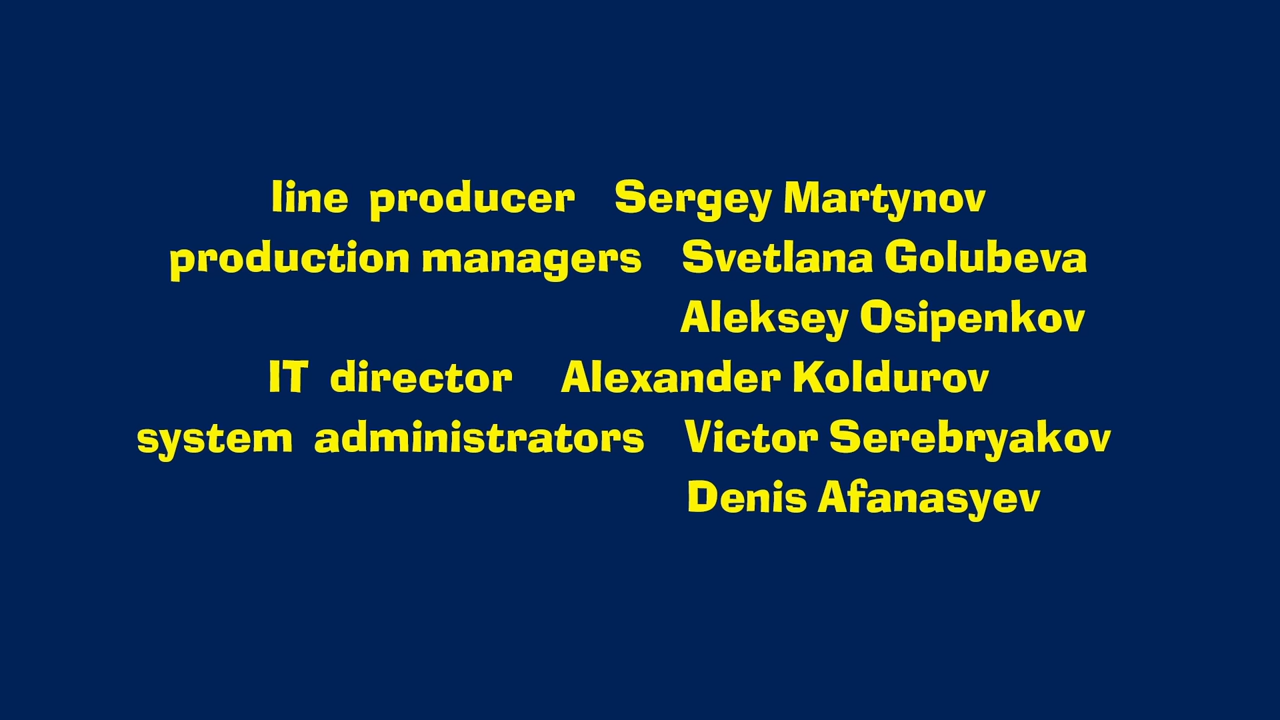 line producer Sergey Martynov
production managers Svetlana Golubeva
Aleksey Osipenkov
IT director Alexander Koldurov
system administrators Victor Serebryakov
Denis Afanasyev